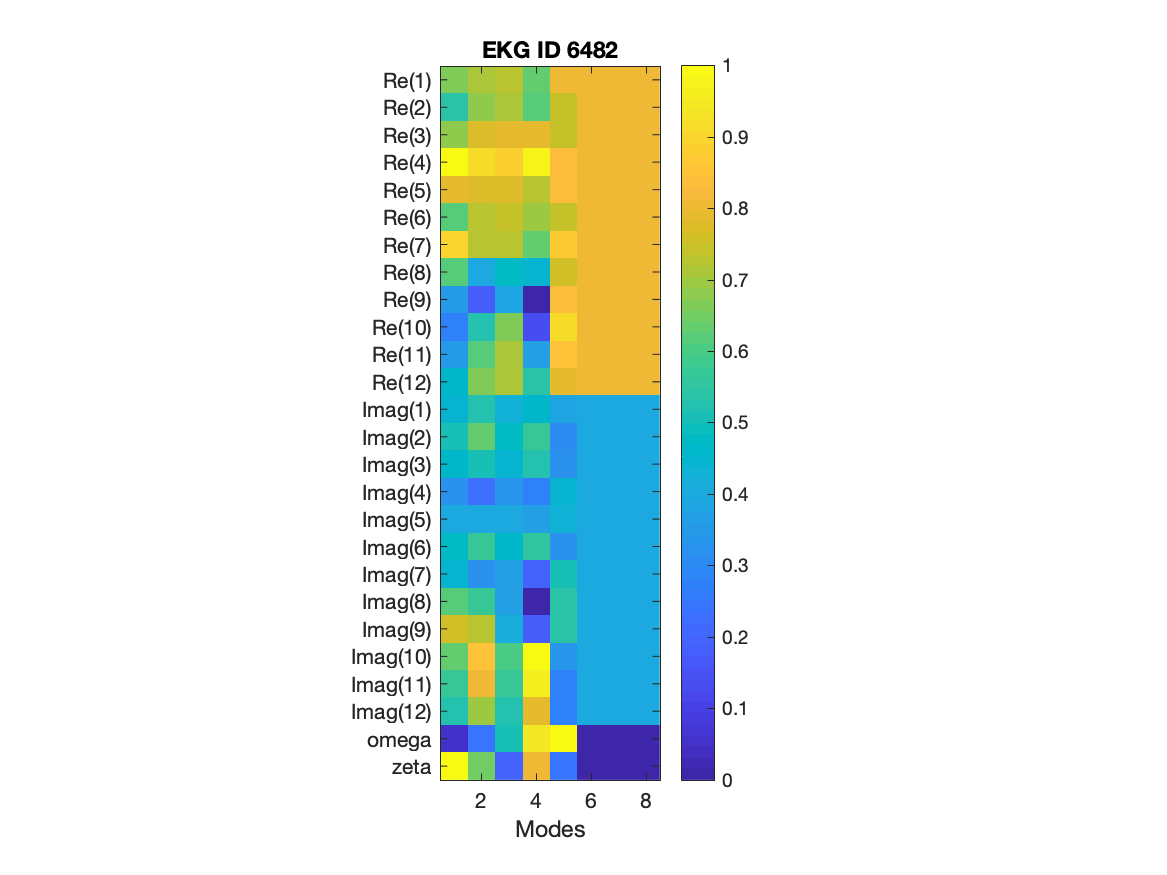 EKG ID 6482
Re(1)
Re(2)
Re(3)
Re(4)
Re(5)
Re(6)
Re(7)
Re(8)
Re(9)
Re(10)
Re(11)
Re(12)
Imag(1)
Imag(2)
Imag(3)
Imag(4)
Imag(5)
Imag(6)
Imag(7)
Imag(8)
Imag(9)
Imag(10)
Imag(11)
Imag(12)
omega
zeta
2 4 6 8
Modes
1
0.9
0.8
0.7
0.6
0.5
0.4
0.3
0.2
0.1
0